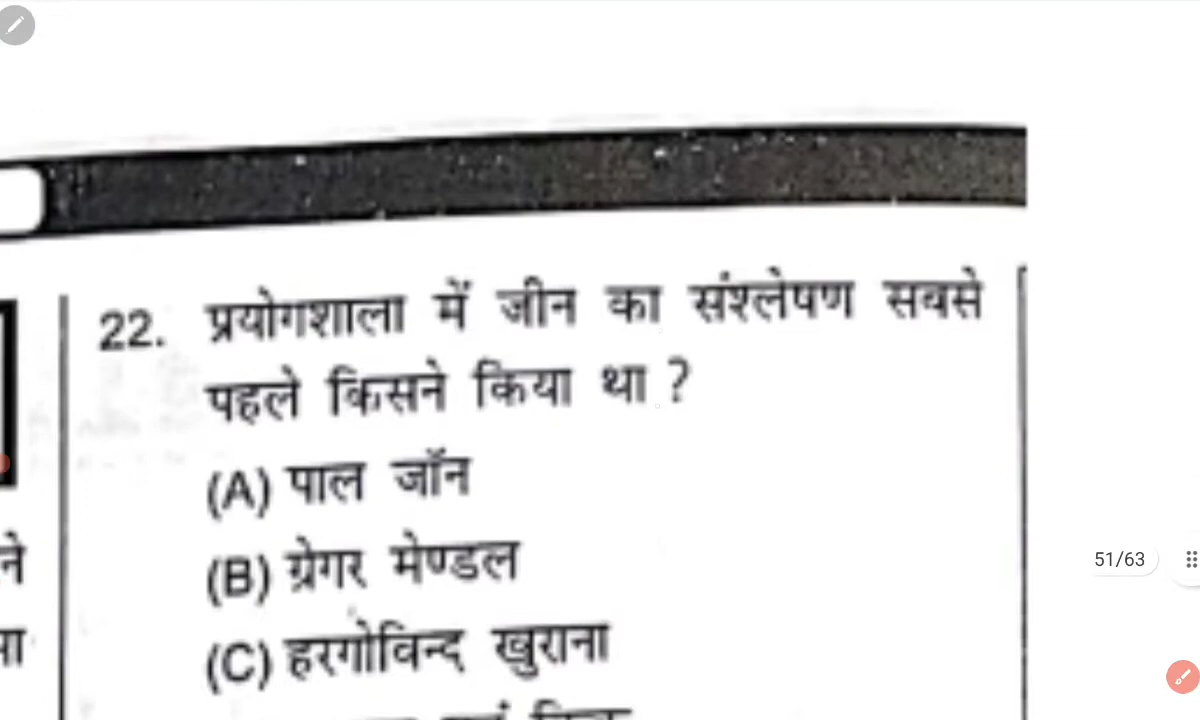 22. प्रयोगशाला में जीन का संश्लेषण सबसे
पहले किसने किया था ?
(A) पाल जॉन
(B) ग्रेगर मेण्डल
(C) हरगोविन्द खुराना
ने
51/63